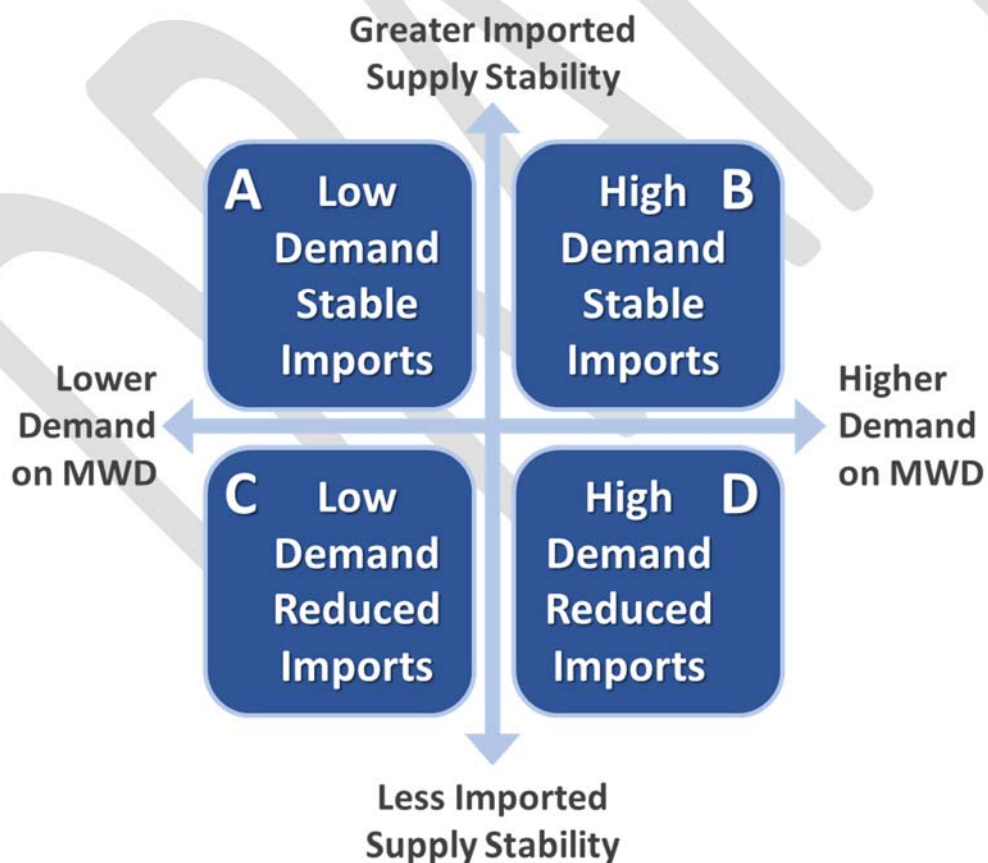 Greater Imported
Supply Stability
A Low
Demand
Stable
Imports
High B
Demand
Stable
Imports
Lower
Demand
on MWD
Higher
Demand
on MWD
C Low
Demand
Reduced
Imports
High D
Demand
Reduced
Imports
Less Imported
Supply Stability